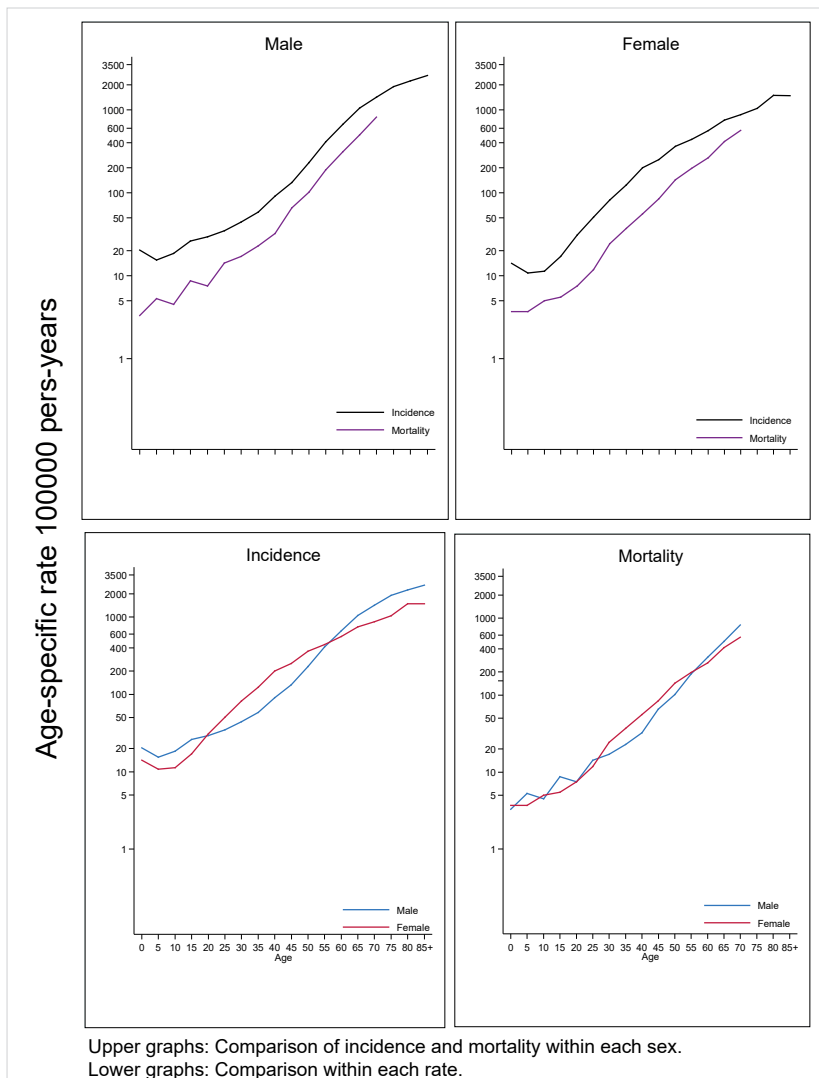 Age-specific rate 100000 pers-years
Male
3500
2000
1000
600
400
200
100
50
20
10
5
1
Incidence
Mortality
Female
3500
2000
1000
600
400
200
100
50
20
10
5
1
Incidence
Mortality
Incidence
3500
2000
1000
600
400
200
100
50
20
10
5
1
Male
Female
0 5 10 15 20 25 30 35 40 45 50 55 60 65 70 75 80 85+
Age
Mortality
3500
2000
1000
600
400
200
100
50
20
10
5
1
Male
Female
0 5 10 15 20 25 30 35 40 45 50 55 60 65 70 75 80 85+
Age
Upper graphs: Comparison of incidence and mortality within each sex.
Lower graphs: Comparison within each rate.